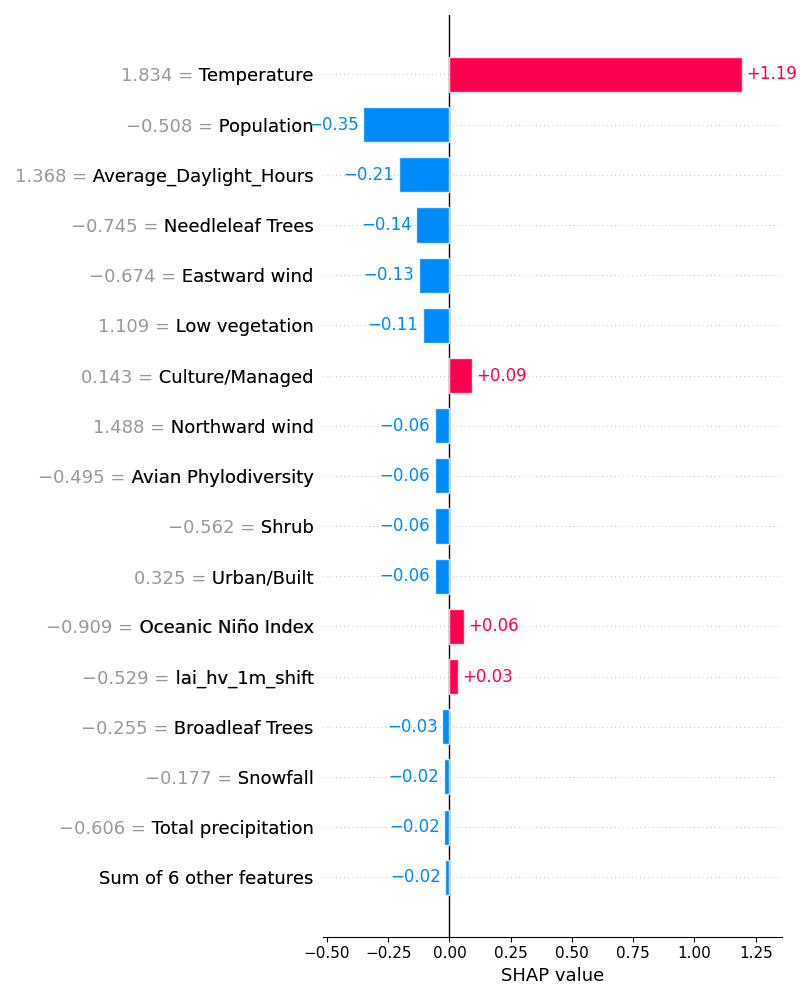 1.834 = Temperature +1.19
−0.508 = Population −0.35
1.368 = Average_Daylight_Hours −0.21
−0.745 = Needleleaf Trees −0.14
−0.674 = Eastward wind −0.13
1.109 = Low vegetation −0.11
0.143 = Culture/Managed +0.09
1.488 = Northward wind −0.06
−0.495 = Avian Phylodiversity −0.06
−0.562 = Shrub −0.06
0.325 = Urban/Built −0.06
−0.909 = Oceanic Niño Index +0.06
−0.529 = lai_hv_1m_shift +0.03
−0.255 = Broadleaf Trees −0.03
−0.177 = Snowfall −0.02
−0.606 = Total precipitation −0.02
Sum of 6 other features −0.02
−0.50 −0.25 0.00 0.25 0.50 0.75 1.00 1.25
SHAP value